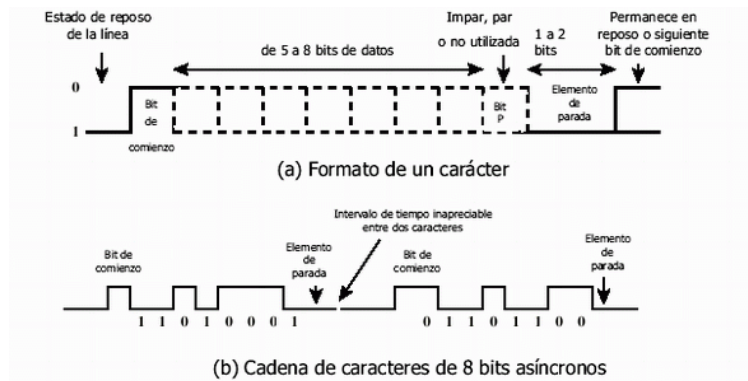 Estado de reposo
de la línea
de 5 a 8 bits de datos
Impar, par
o no utilizada
1 a 2
bits
Permanece en
reposo o siguiente
bit de comienzo
0
1
Bit
de
comienzo
Bit
P
Elemento
de
parada
(a) Formato de un carácter
Intervalo de tiempo inapreciable
entre dos caracteres
Bit de
comienzo
Elemento
de
parada
Bit de
comienzo
Elemento
de
parada
1 1 0 1 0 0 0 1
0 1 1 0 1 1 0 0
(b) Cadena de caracteres de 8 bits asíncronos